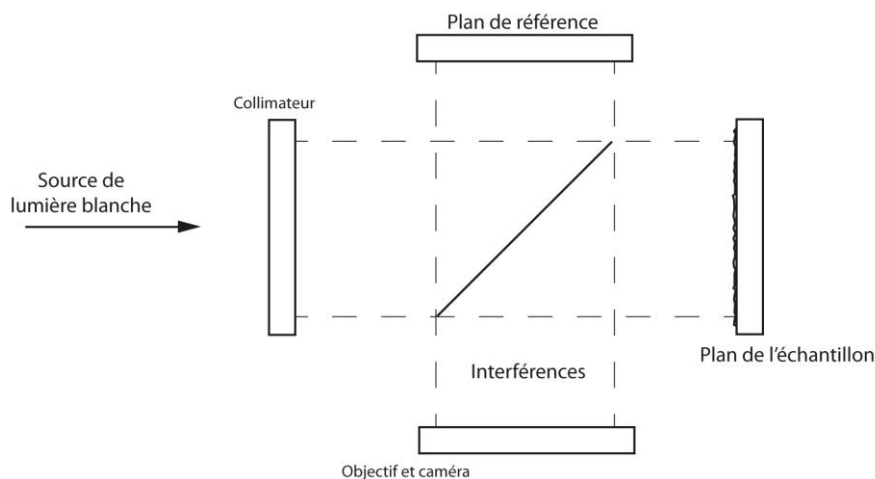 Plan de référence
Collimateur
Source de
lumière blanche
Plan de l'échantillon
Interférences
Objectif et caméra